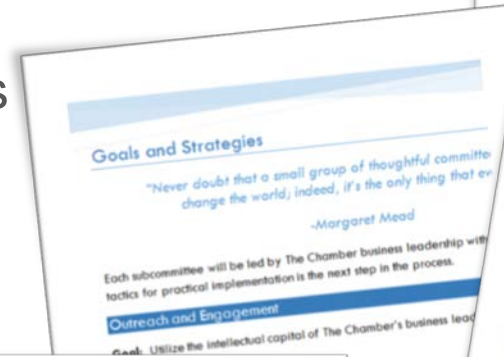 s
Goals and Strategies
"Never doubt that a small group of thoughtful committe
change the world; indeed, it's the only thing that ev
-Margaret Mead
Each subcommittee will be led by The Chamber business leadership with
tactics for practical implementation is the next step in the process.
Outreach and Engagement
Goal: Utilize the intellectual capital of The Chamber's business lead